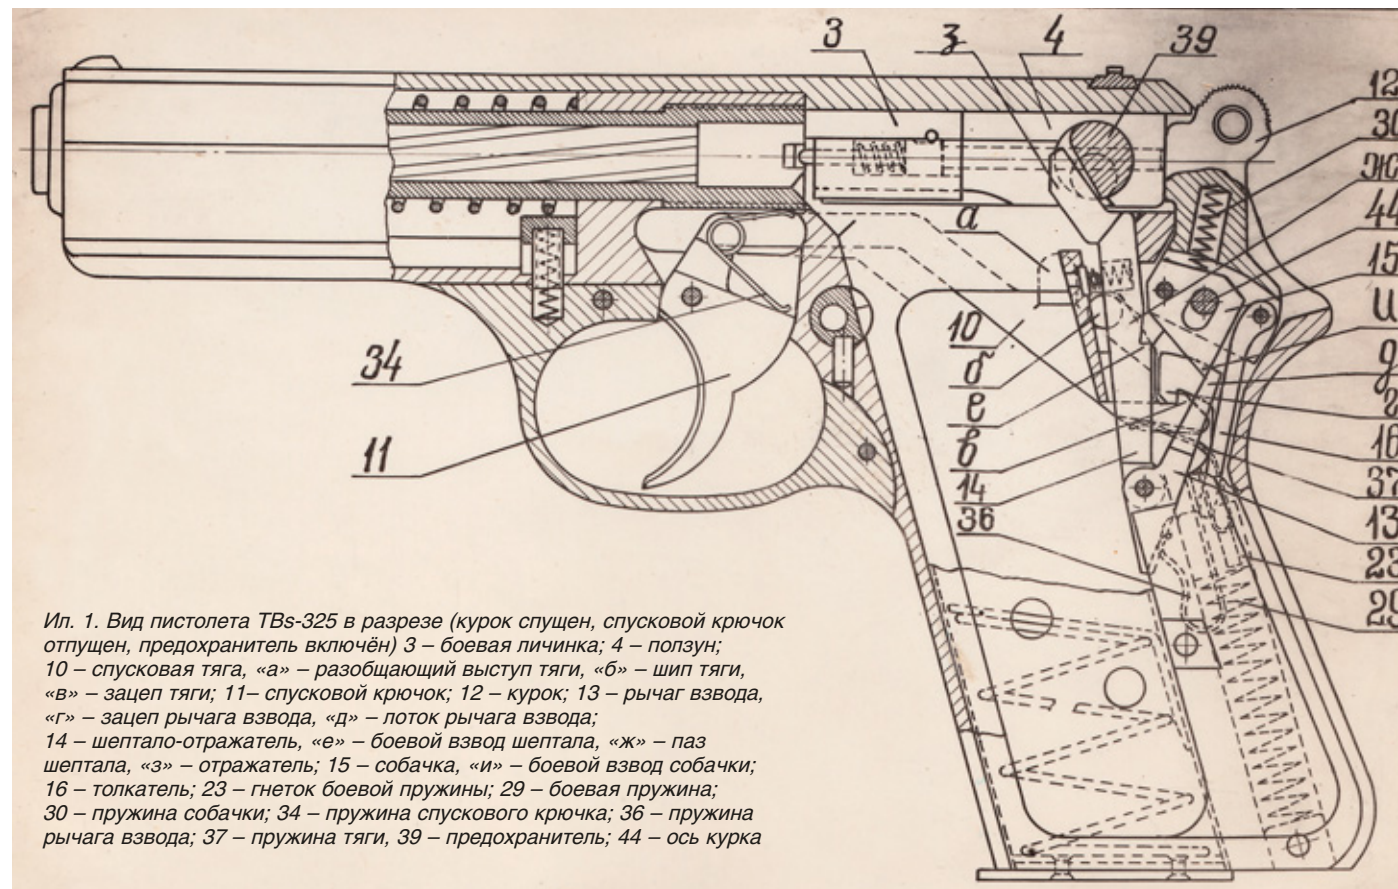 3
з
4
39
12
30
ж
44
15
и
д
г
16
37
13
23
29
а
10
б
е
в
14
36
34
11
Ил. 1. Вид пистолета TBs-325 в разрезе (курок спущен, спусковой крючок
отпущен, предохранитель включён) 3 – боевая личинка; 4 – ползун;
10 – спусковая тяга, «а» – разобщающий выступ тяги, «б» – шип тяги,
«в» – зацеп тяги; 11– спусковой крючок; 12 – курок; 13 – рычаг взвода,
«г» – зацеп рычага взвода, «д» – лоток рычага взвода;
14 – шептало-отражатель, «е» – боевой взвод шептала, «ж» – паз
шептала, «з» – отражатель; 15 – собачка, «и» – боевой взвод собачки;
16 – толкатель; 23 – гнеток боевой пружины; 29 – боевая пружина;
30 – пружина собачки; 34 – пружина спускового крючка; 36 – пружина
рычага взвода; 37 – пружина тяги, 39 – предохранитель; 44 – ось курка